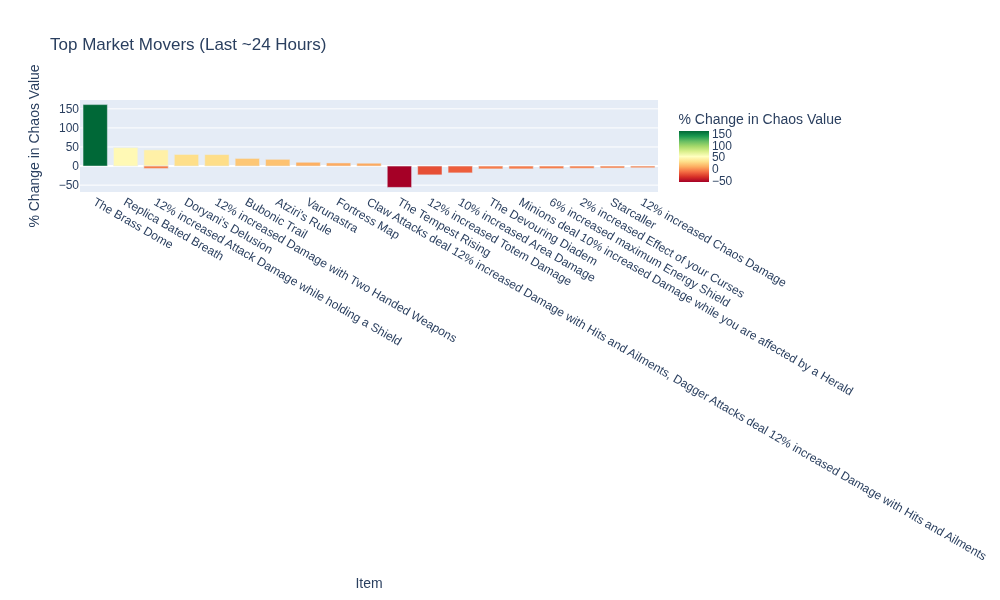 Top Market Movers (Last ~24 Hours)
% Change in Chaos Value
150
100
50
0
−50
% Change in Chaos Value
150
100
50
0
−50
The Brass Dome
Replica Bated Breath
12% increased Attack Damage while holding a Shield
Doryani's Delusion
12% increased Damage with Two Handed Weapons
Bubonic Trail
Atziri's Rule
Varunastra
Fortress Map
Claw Attacks deal 12% increased Damage with Hits and Ailments, Dagger Attacks deal 12% increased Damage with Hits and Ailments
The Tempest Rising
12% increased Totem Damage
10% increased Area Damage
The Devouring Diadem
Minions deal 10% increased Damage while you are affected by a Herald
6% increased maximum Energy Shield
2% increased Effect of your Curses
Starcaller
12% increased Chaos Damage
Item